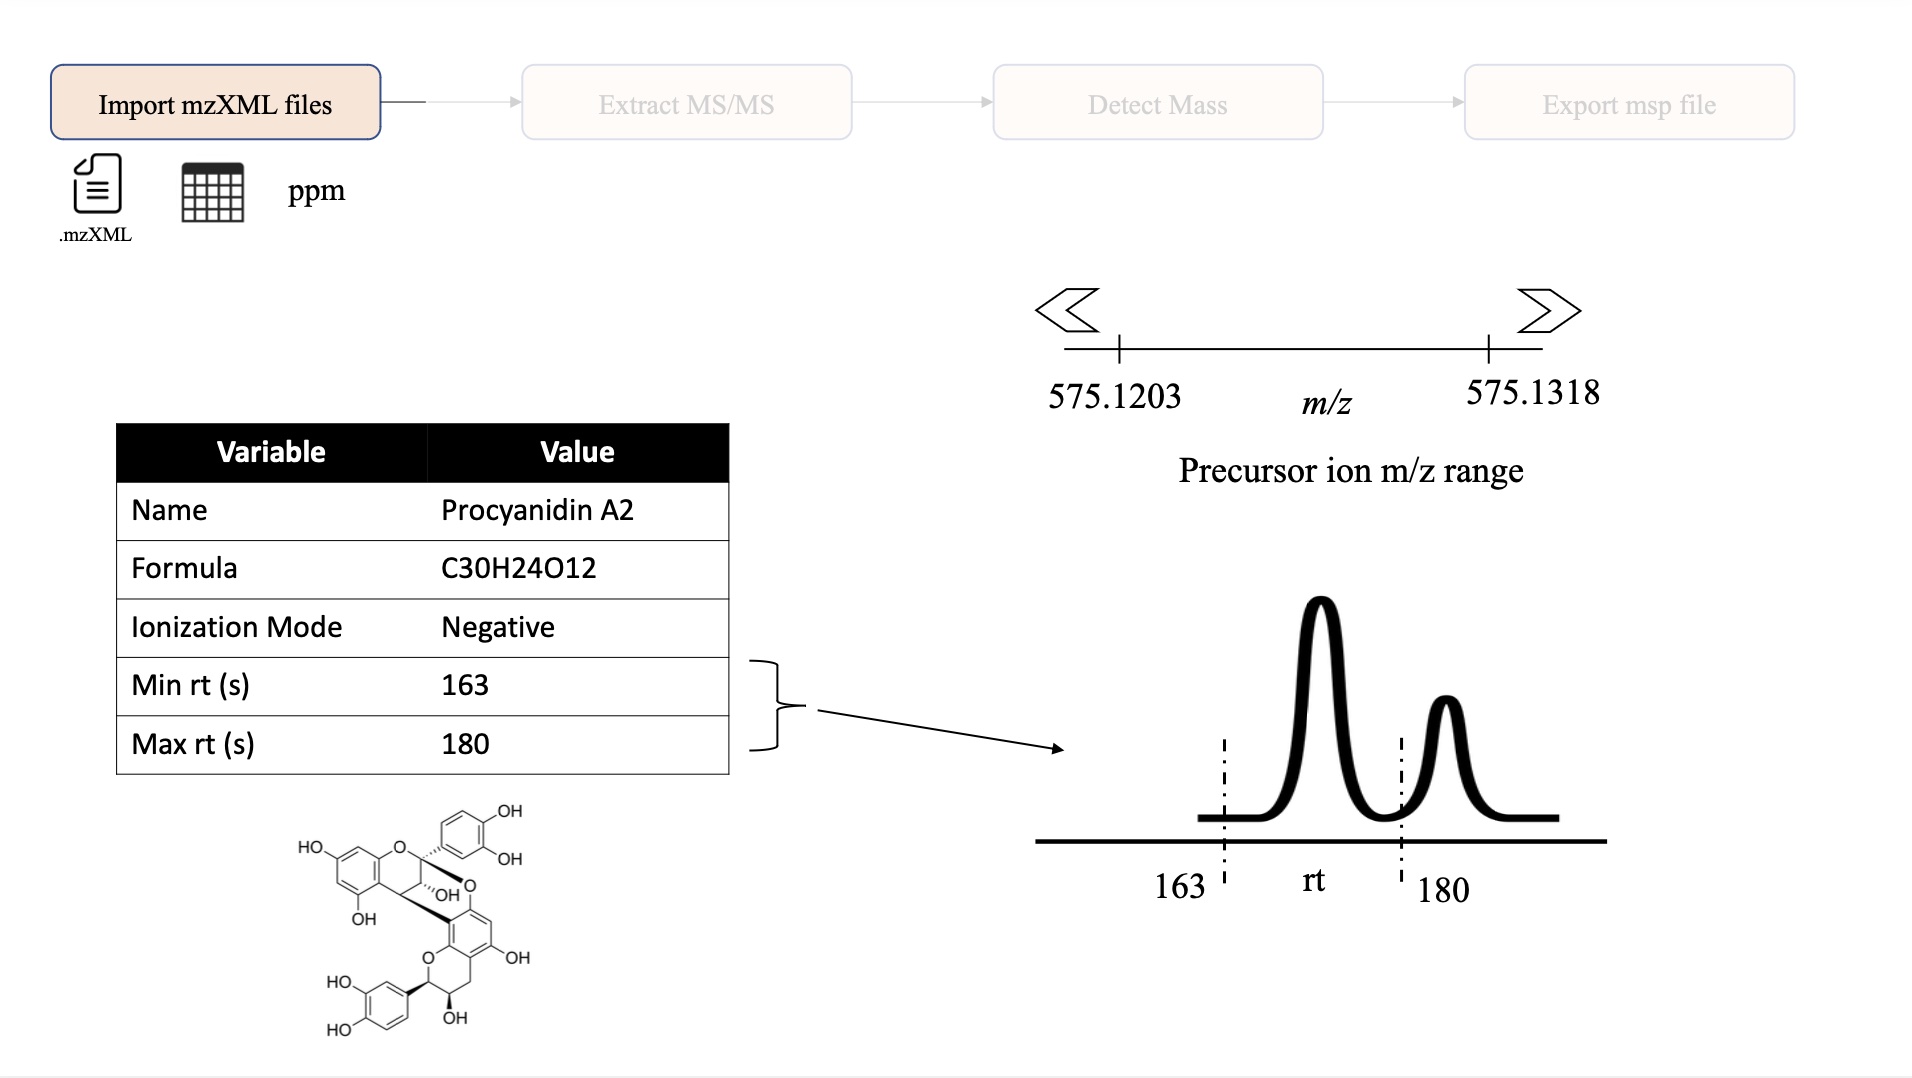 Import mzXML files
Extract MS/MS
Detect Mass
Export msp file
.mzXML
ppm
575.1203
m/z
575.1318
Precursor ion m/z range
Variable Value
Name Procyanidin A2
Formula C30H24O12
Ionization Mode Negative
Min rt (s) 163
Max rt (s) 180
163
rt
180
OH
HO
O
OH
O
OH
OH
O
OH
HO
HO
OH